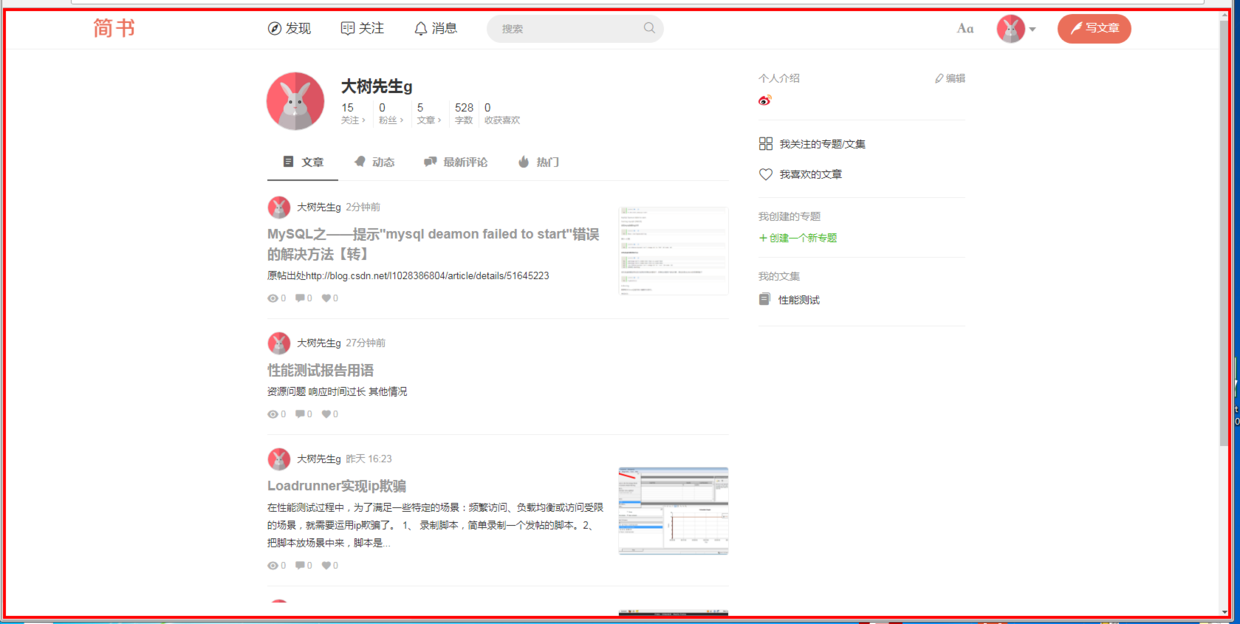 简书
发现
关注
消息
搜索
Aa
写文章
大树先生g
15 0 5 528 0
关注 粉丝 文章 字数 收获喜欢
文章 动态 最新评论 热门
大树先生g 2分钟前
MySQL之——提示"mysql deamon failed to start"错误
的解决方法【转】
原帖出处http://blog.csdn.net/l1028386804/article/details/51645223
0 0 0
大树先生g 27分钟前
性能测试报告用语
资源问题 响应时间过长 其他情况
0 0 0
大树先生g 昨天 16:23
Loadrunner实现ip欺骗
在性能测试过程中，为了满足一些特定的场景：频繁访问、负载均衡或访问受限
的场景，就需要运用ip欺骗了。 1、 录制脚本，简单录制一个发帖的脚本。2、
把脚本放场景中来，脚本是...
0 0 0
个人介绍
编辑
我关注的专题/文集
我喜欢的文章
我创建的专题
+ 创建一个新专题
我的文集
性能测试